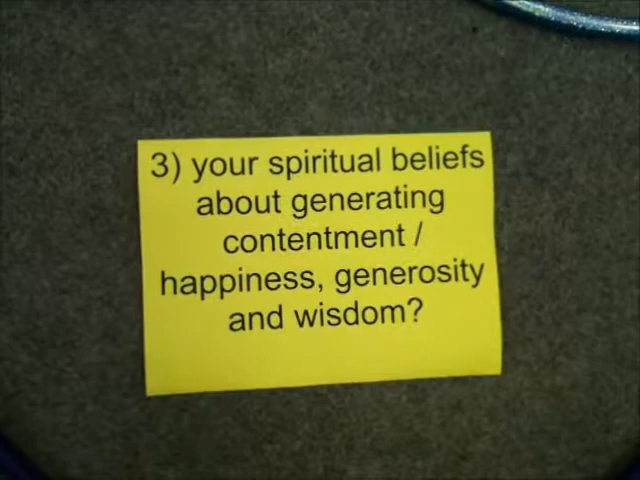 3) your spiritual beliefs
about generating
contentment /
happiness, generosity
and wisdom?